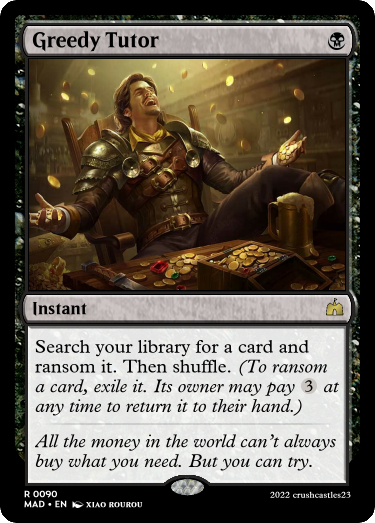 Greedy Tutor
Instant
Search your library for a card and
ransom it. Then shuffle. (To ransom
a card, exile it. Its owner may pay 3 at
any time to return it to their hand.)
All the money in the world can't always
buy what you need. But you can try.
R 0090
MAD • EN XIAO ROUROU
2022 crushcastles23